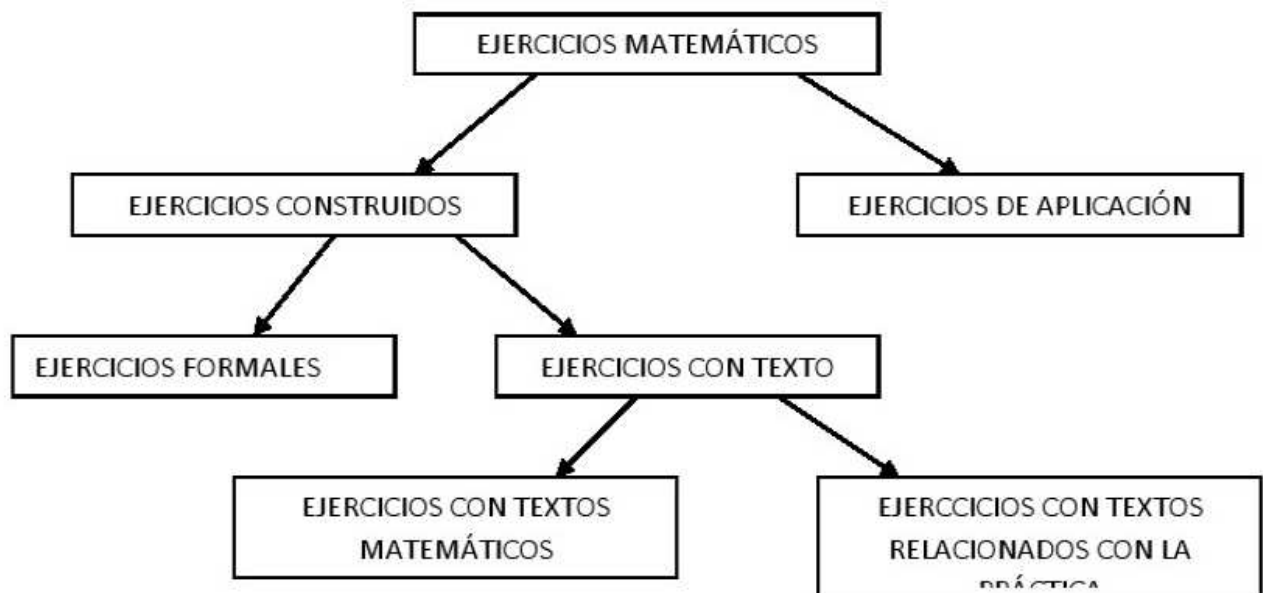 EJERCICIOS MATEMÁTICOS
EJERCICIOS CONSTRUIDOS
EJERCICIOS DE APLICACIÓN
EJERCICIOS FORMALES
EJERCICIOS CON TEXTO
EJERCICIOS CON TEXTOS
MATEMÁTICOS
EJERCCICIOS CON TEXTOS
RELACIONADOS CON LA
PRÁCTICA